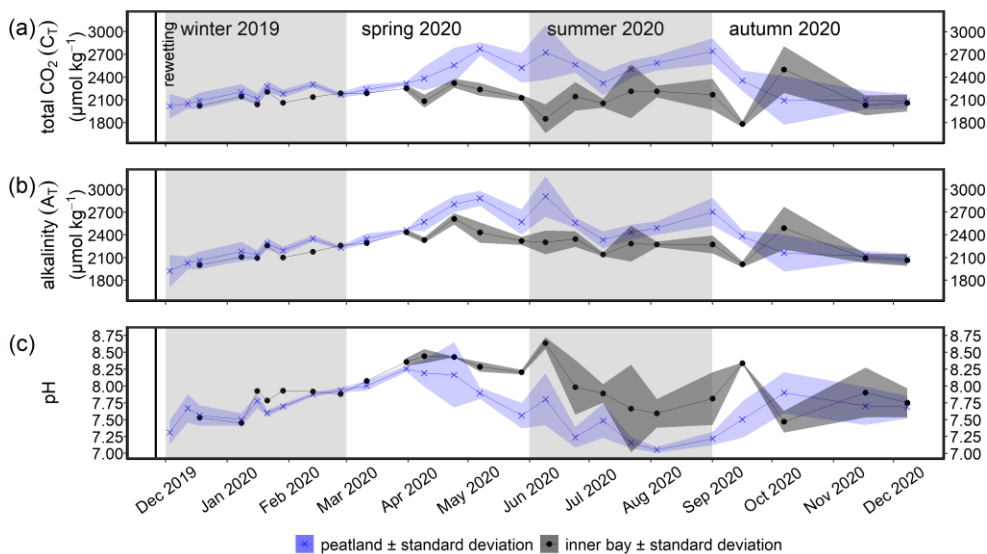 (a)
total CO₂ (C_T)
(µmol kg⁻¹)
3000
2700
2400
2100
1800
rewetting
winter 2019
spring 2020
summer 2020
autumn 2020
3000
2700
2400
2100
1800
(b)
alkalinity (A_T)
(µmol kg⁻¹)
3000
2700
2400
2100
1800
3000
2700
2400
2100
1800
(c)
pH
8.75
8.50
8.25
8.00
7.75
7.50
7.25
7.00
8.75
8.50
8.25
8.00
7.75
7.50
7.25
7.00
Dec 2019
Jan 2020
Feb 2020
Mar 2020
Apr 2020
May 2020
Jun 2020
Jul 2020
Aug 2020
Sep 2020
Oct 2020
Nov 2020
Dec 2020
peatland ± standard deviation
inner bay ± standard deviation